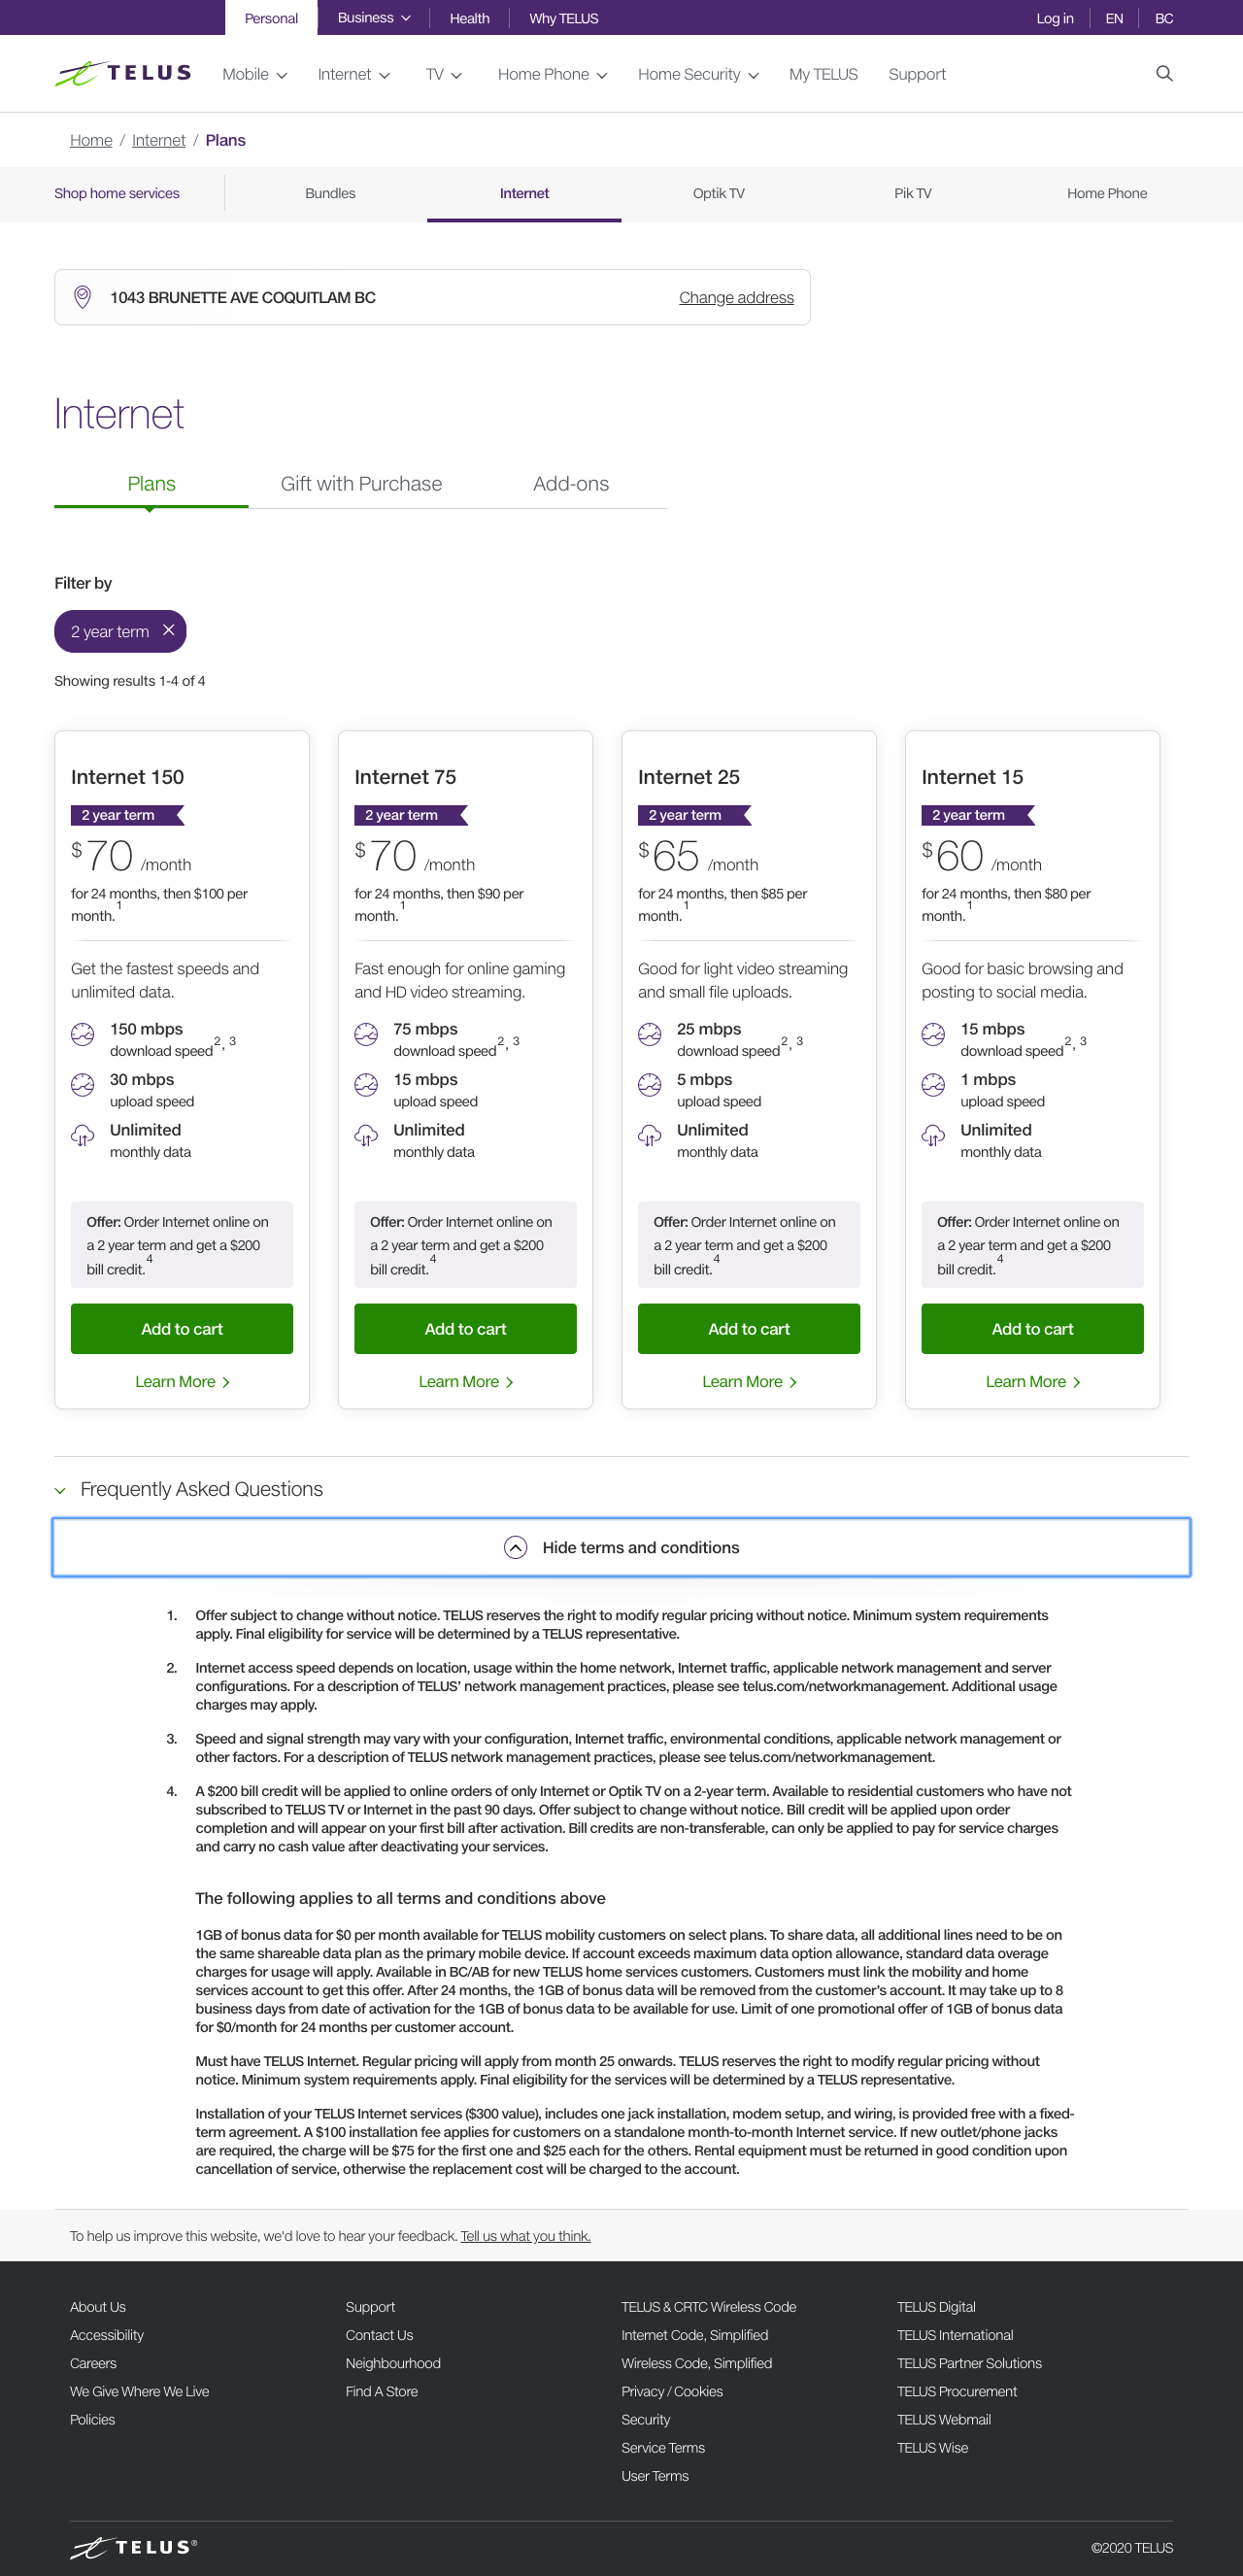 Personal Business Health Why TELUS Log in EN BC
TELUS Mobile Internet TV Home Phone Home Security My TELUS Support
Home / Internet / Plans
Shop home services Bundles Internet Optik TV Pik TV Home Phone
1043 BRUNETTE AVE COQUITLAM BC Change address
Internet
Plans Gift with Purchase Add-ons
Filter by
2 year term
Showing results 1-4 of 4
Internet 150
2 year term
$70 /month
for 24 months, then $100 per
month.1
Get the fastest speeds and
unlimited data.
150 mbps
download speed2, 3
30 mbps
upload speed
Unlimited
monthly data
Offer: Order Internet online on
a 2 year term and get a $200
bill credit.4
Add to cart
Learn More
Internet 75
2 year term
$70 /month
for 24 months, then $90 per
month.1
Fast enough for online gaming
and HD video streaming.
75 mbps
download speed2, 3
15 mbps
upload speed
Unlimited
monthly data
Offer: Order Internet online on
a 2 year term and get a $200
bill credit.4
Add to cart
Learn More
Internet 25
2 year term
$65 /month
for 24 months, then $85 per
month.1
Good for light video streaming
and small file uploads.
25 mbps
download speed2, 3
5 mbps
upload speed
Unlimited
monthly data
Offer: Order Internet online on
a 2 year term and get a $200
bill credit.4
Add to cart
Learn More
Internet 15
2 year term
$60 /month
for 24 months, then $80 per
month.1
Good for basic browsing and
posting to social media.
15 mbps
download speed2, 3
1 mbps
upload speed
Unlimited
monthly data
Offer: Order Internet online on
a 2 year term and get a $200
bill credit.4
Add to cart
Learn More
Frequently Asked Questions
Hide terms and conditions
1. Offer subject to change without notice. TELUS reserves the right to modify regular pricing without notice. Minimum system requirements
apply. Final eligibility for service will be determined by a TELUS representative.
2. Internet access speed depends on location, usage within the home network, Internet traffic, applicable network management and server
configurations. For a description of TELUS’ network management practices, please see telus.com/networkmanagement. Additional usage
charges may apply.
3. Speed and signal strength may vary with your configuration, Internet traffic, environmental conditions, applicable network management or
other factors. For a description of TELUS network management practices, please see telus.com/networkmanagement.
4. A $200 bill credit will be applied to online orders of only Internet or Optik TV on a 2-year term. Available to residential customers who have not
subscribed to TELUS TV or Internet in the past 90 days. Offer subject to change without notice. Bill credit will be applied upon order
completion and will appear on your first bill after activation. Bill credits are non-transferable, can only be applied to pay for service charges
and carry no cash value after deactivating your services.
The following applies to all terms and conditions above
1GB of bonus data for $0 per month available for TELUS mobility customers on select plans. To share data, all additional lines need to be on
the same shareable data plan as the primary mobile device. If account exceeds maximum data option allowance, standard data overage
charges for usage will apply. Available in BC/AB for new TELUS home services customers. Customers must link the mobility and home
services account to get this offer. After 24 months, the 1GB of bonus data will be removed from the customer’s account. It may take up to 8
business days from date of activation for the 1GB of bonus data to be available for use. Limit of one promotional offer of 1GB of bonus data
for $0/month for 24 months per customer account.
Must have TELUS Internet. Regular pricing will apply from month 25 onwards. TELUS reserves the right to modify regular pricing without
notice. Minimum system requirements apply. Final eligibility for the services will be determined by a TELUS representative.
Installation of your TELUS Internet services ($300 value), includes one jack installation, modem setup, and wiring, is provided free with a fixed-
term agreement. A $100 installation fee applies for customers on a standalone month-to-month Internet service. If new outlet/phone jacks
are required, the charge will be $75 for the first one and $25 each for the others. Rental equipment must be returned in good condition upon
cancellation of service, otherwise the replacement cost will be charged to the account.
To help us improve this website, we'd love to hear your feedback. Tell us what you think.
About Us
Accessibility
Careers
We Give Where We Live
Policies
Support
Contact Us
Neighbourhood
Find A Store
TELUS & CRTC Wireless Code
Internet Code, Simplified
Wireless Code, Simplified
Privacy / Cookies
Security
Service Terms
User Terms
TELUS Digital
TELUS International
TELUS Partner Solutions
TELUS Procurement
TELUS Webmail
TELUS Wise
TELUS® ©2020 TELUS